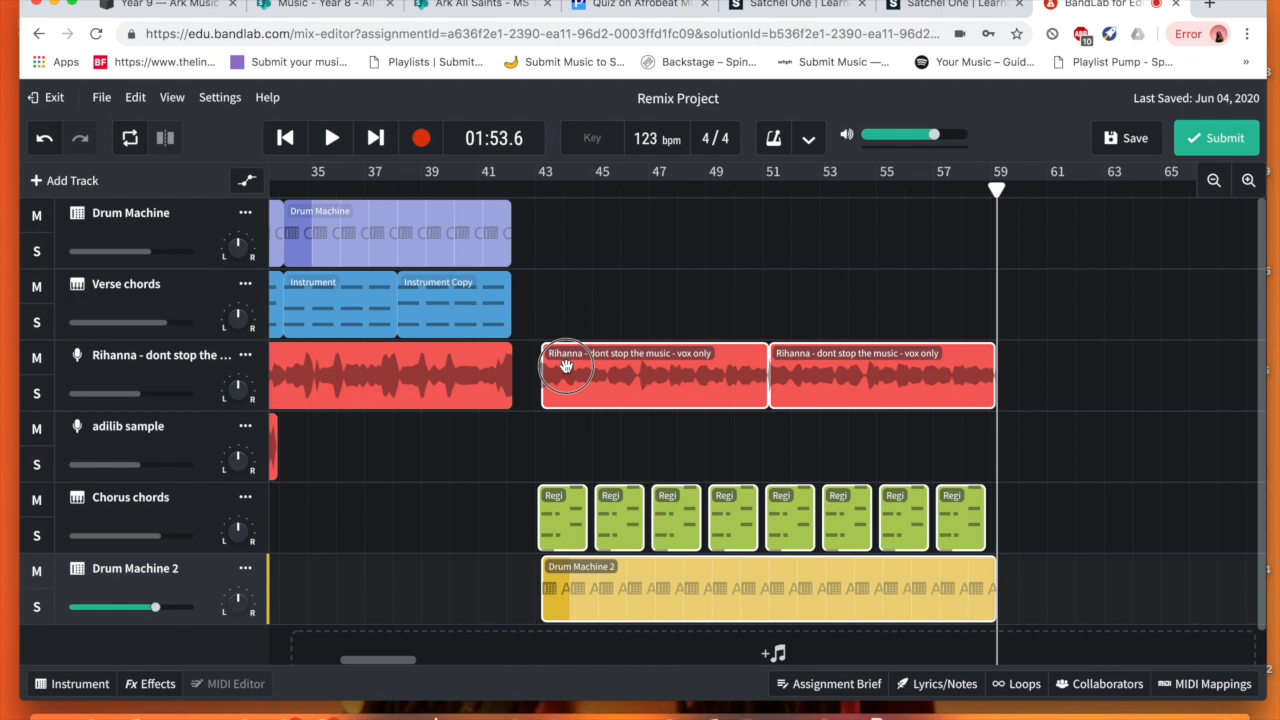 Year 9 — Ark Music
Music - Year 8 - All
Ark All Saints - MS T
Quiz on Afrobeat M
Satchel One | Learn
Satchel One | Learn
BandLab for Ed
https://edu.bandlab.com/mix-editor?assignmentId=a636f2e1-2390-ea11-96d2-0003ffd1fc09&solutionId=b536f2e1-2390-ea11-96d2...
10
Error
Apps
BF
https://www.thelin...
Submit your musi...
Playlists | Submit...
Submit Music to S...
Backstage – Spin...
Submit Music —...
Your Music – Guid...
Playlist Pump - Sp...
»
Exit
File
Edit
View
Settings
Help
Remix Project
Last Saved: Jun 04, 2020
01:53.6
Key
123 bpm
4/4
Save
Submit
+ Add Track
35
37
39
41
43
45
47
49
51
53
55
57
59
61
63
65
M
Drum Machine
S
L
R
Drum Machine
M
Verse chords
S
L
R
Instrument
Instrument Copy
M
Rihanna - dont stop the ...
S
L
R
Rihanna - dont stop the music - vox only
Rihanna - dont stop the music - vox only
M
adilib sample
S
L
R
M
Chorus chords
S
L
R
Regi
Regi
Regi
Regi
Regi
Regi
Regi
Regi
M
Drum Machine 2
S
L
R
Drum Machine 2
Instrument
Fx Effects
MIDI Editor
Assignment Brief
Lyrics/Notes
Loops
Collaborators
MIDI Mappings